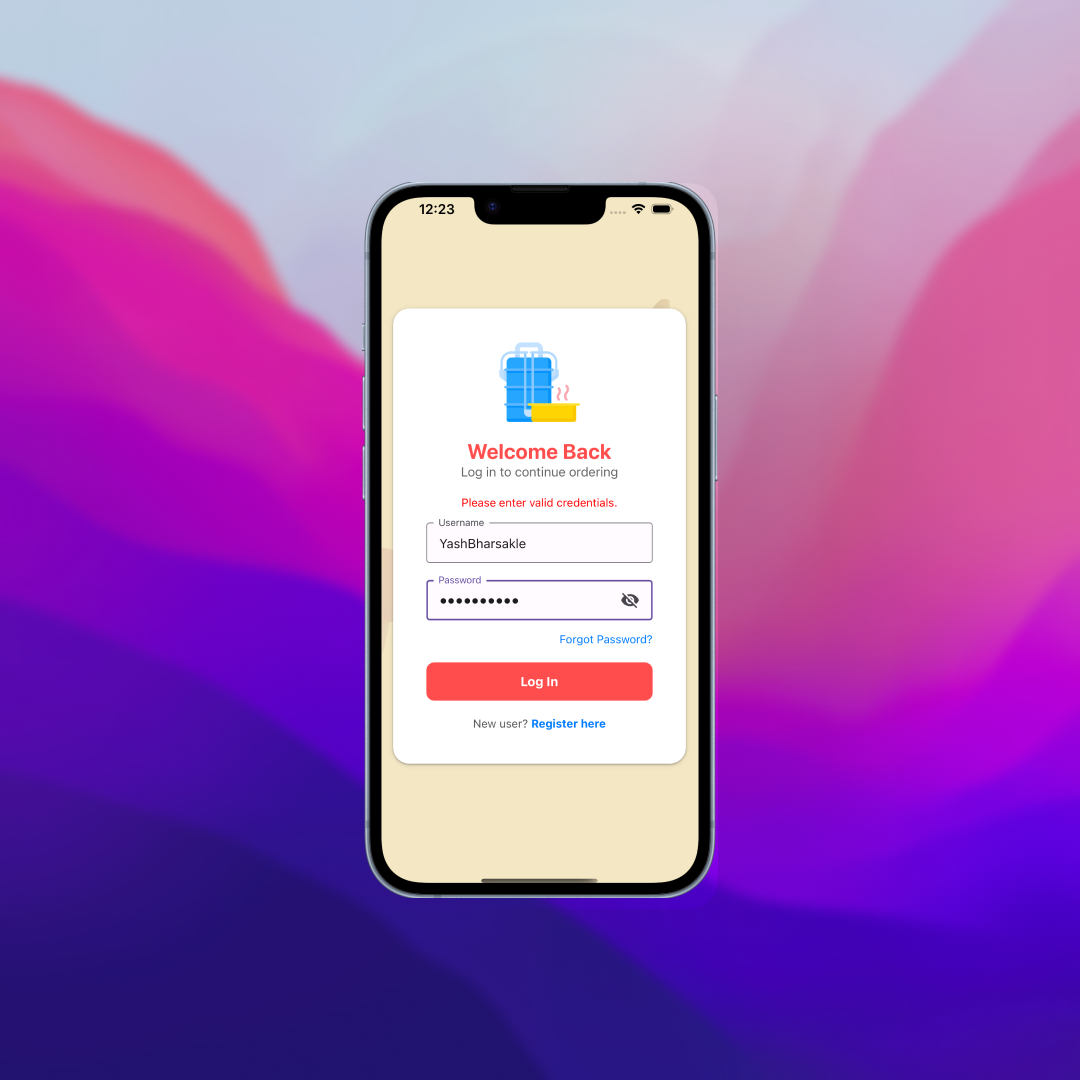 12:23
Welcome Back
Log in to continue ordering
Please enter valid credentials.
Username
YashBharsakle
Password
••••••••••
Forgot Password?
Log In
New user? Register here